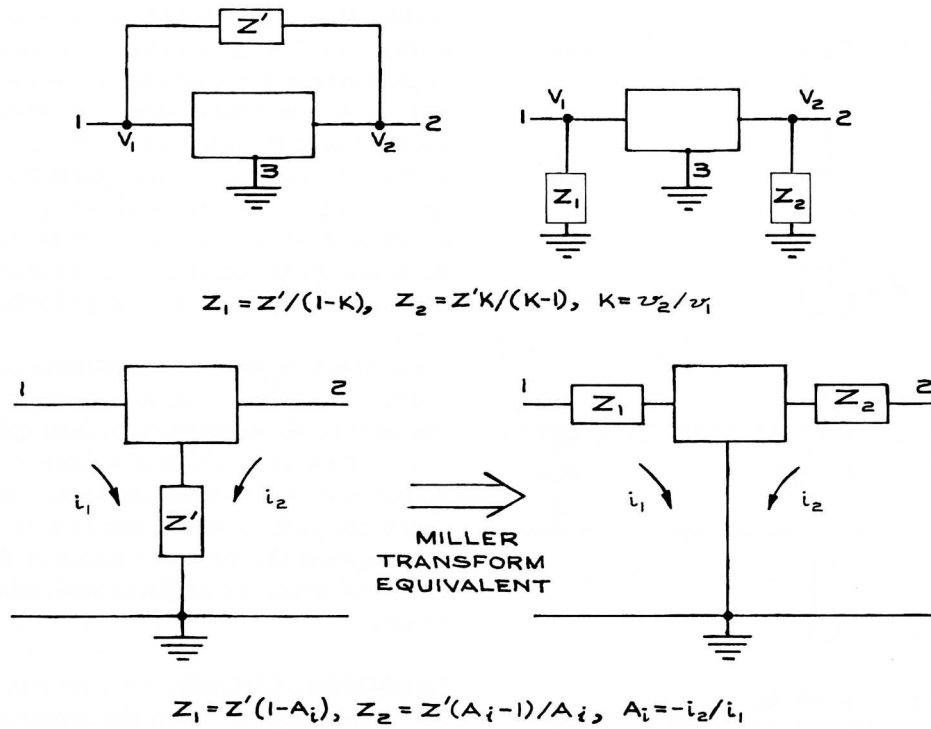 Z'
1 V₁ V₂ 2
3
V₁ V₂
1 2
3
Z₁ Z₂
Z₁ = Z'/(1-K), Z₂ = Z'K/(K-1), K = v₂/v₁
1 2
i₁ i₂
Z'
MILLER
TRANSFORM
EQUIVALENT
1 Z₁ Z₂ 2
i₁ i₂
Z₁ = Z'(1-Aᵢ), Z₂ = Z'(Aᵢ-1)/Aᵢ, Aᵢ = -i₂/i₁